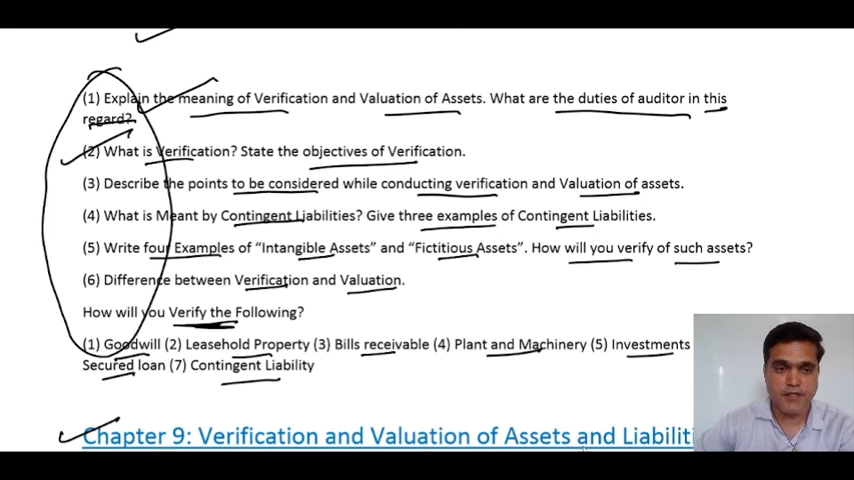 (1) Explain the meaning of Verification and Valuation of Assets. What are the duties of auditor in this
regard?
(2) What is Verification? State the objectives of Verification.
(3) Describe the points to be considered while conducting verification and Valuation of assets.
(4) What is Meant by Contingent Liabilities? Give three examples of Contingent Liabilities.
(5) Write four Examples of “Intangible Assets” and “Fictitious Assets”. How will you verify of such assets?
(6) Difference between Verification and Valuation.
How will you Verify the Following?
(1) Goodwill (2) Leasehold Property (3) Bills receivable (4) Plant and Machinery (5) Investments
Secured loan (7) Contingent Liability
Chapter 9: Verification and Valuation of Assets and Liabiliti